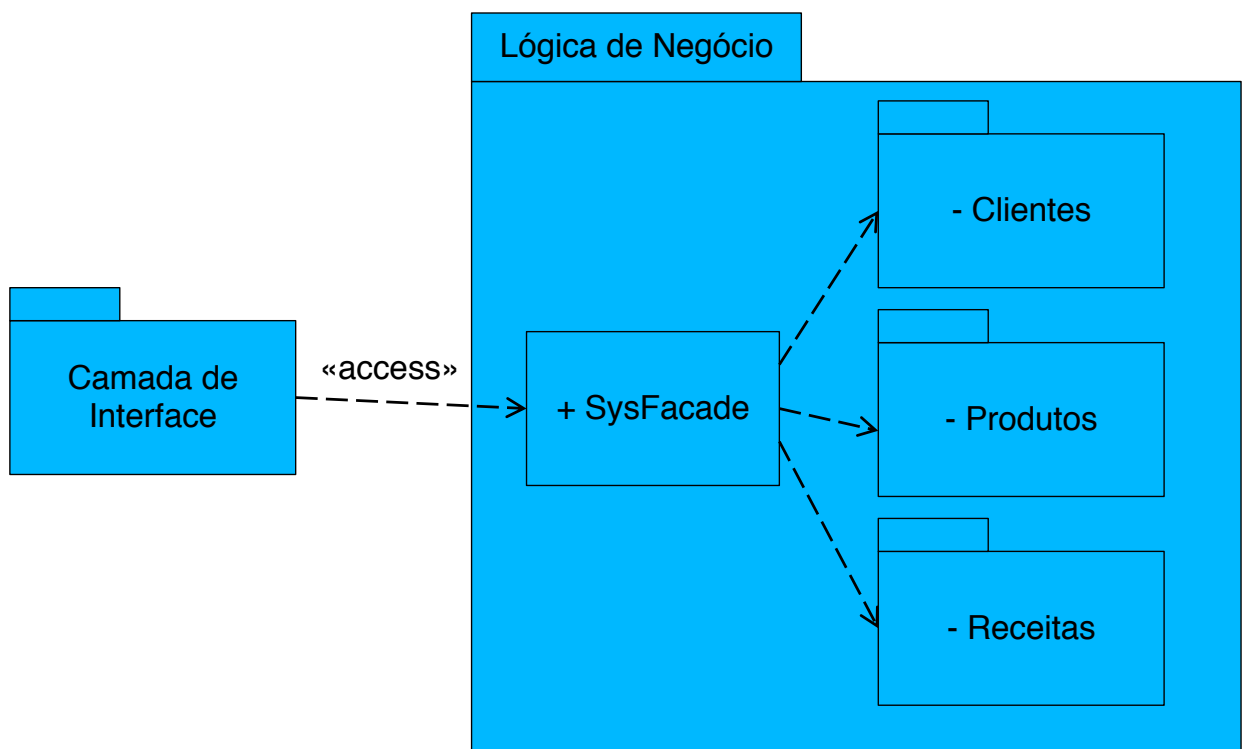 Lógica de Negócio
- Clientes
Camada de
Interface
«access»
+ SysFacade
- Produtos
- Receitas